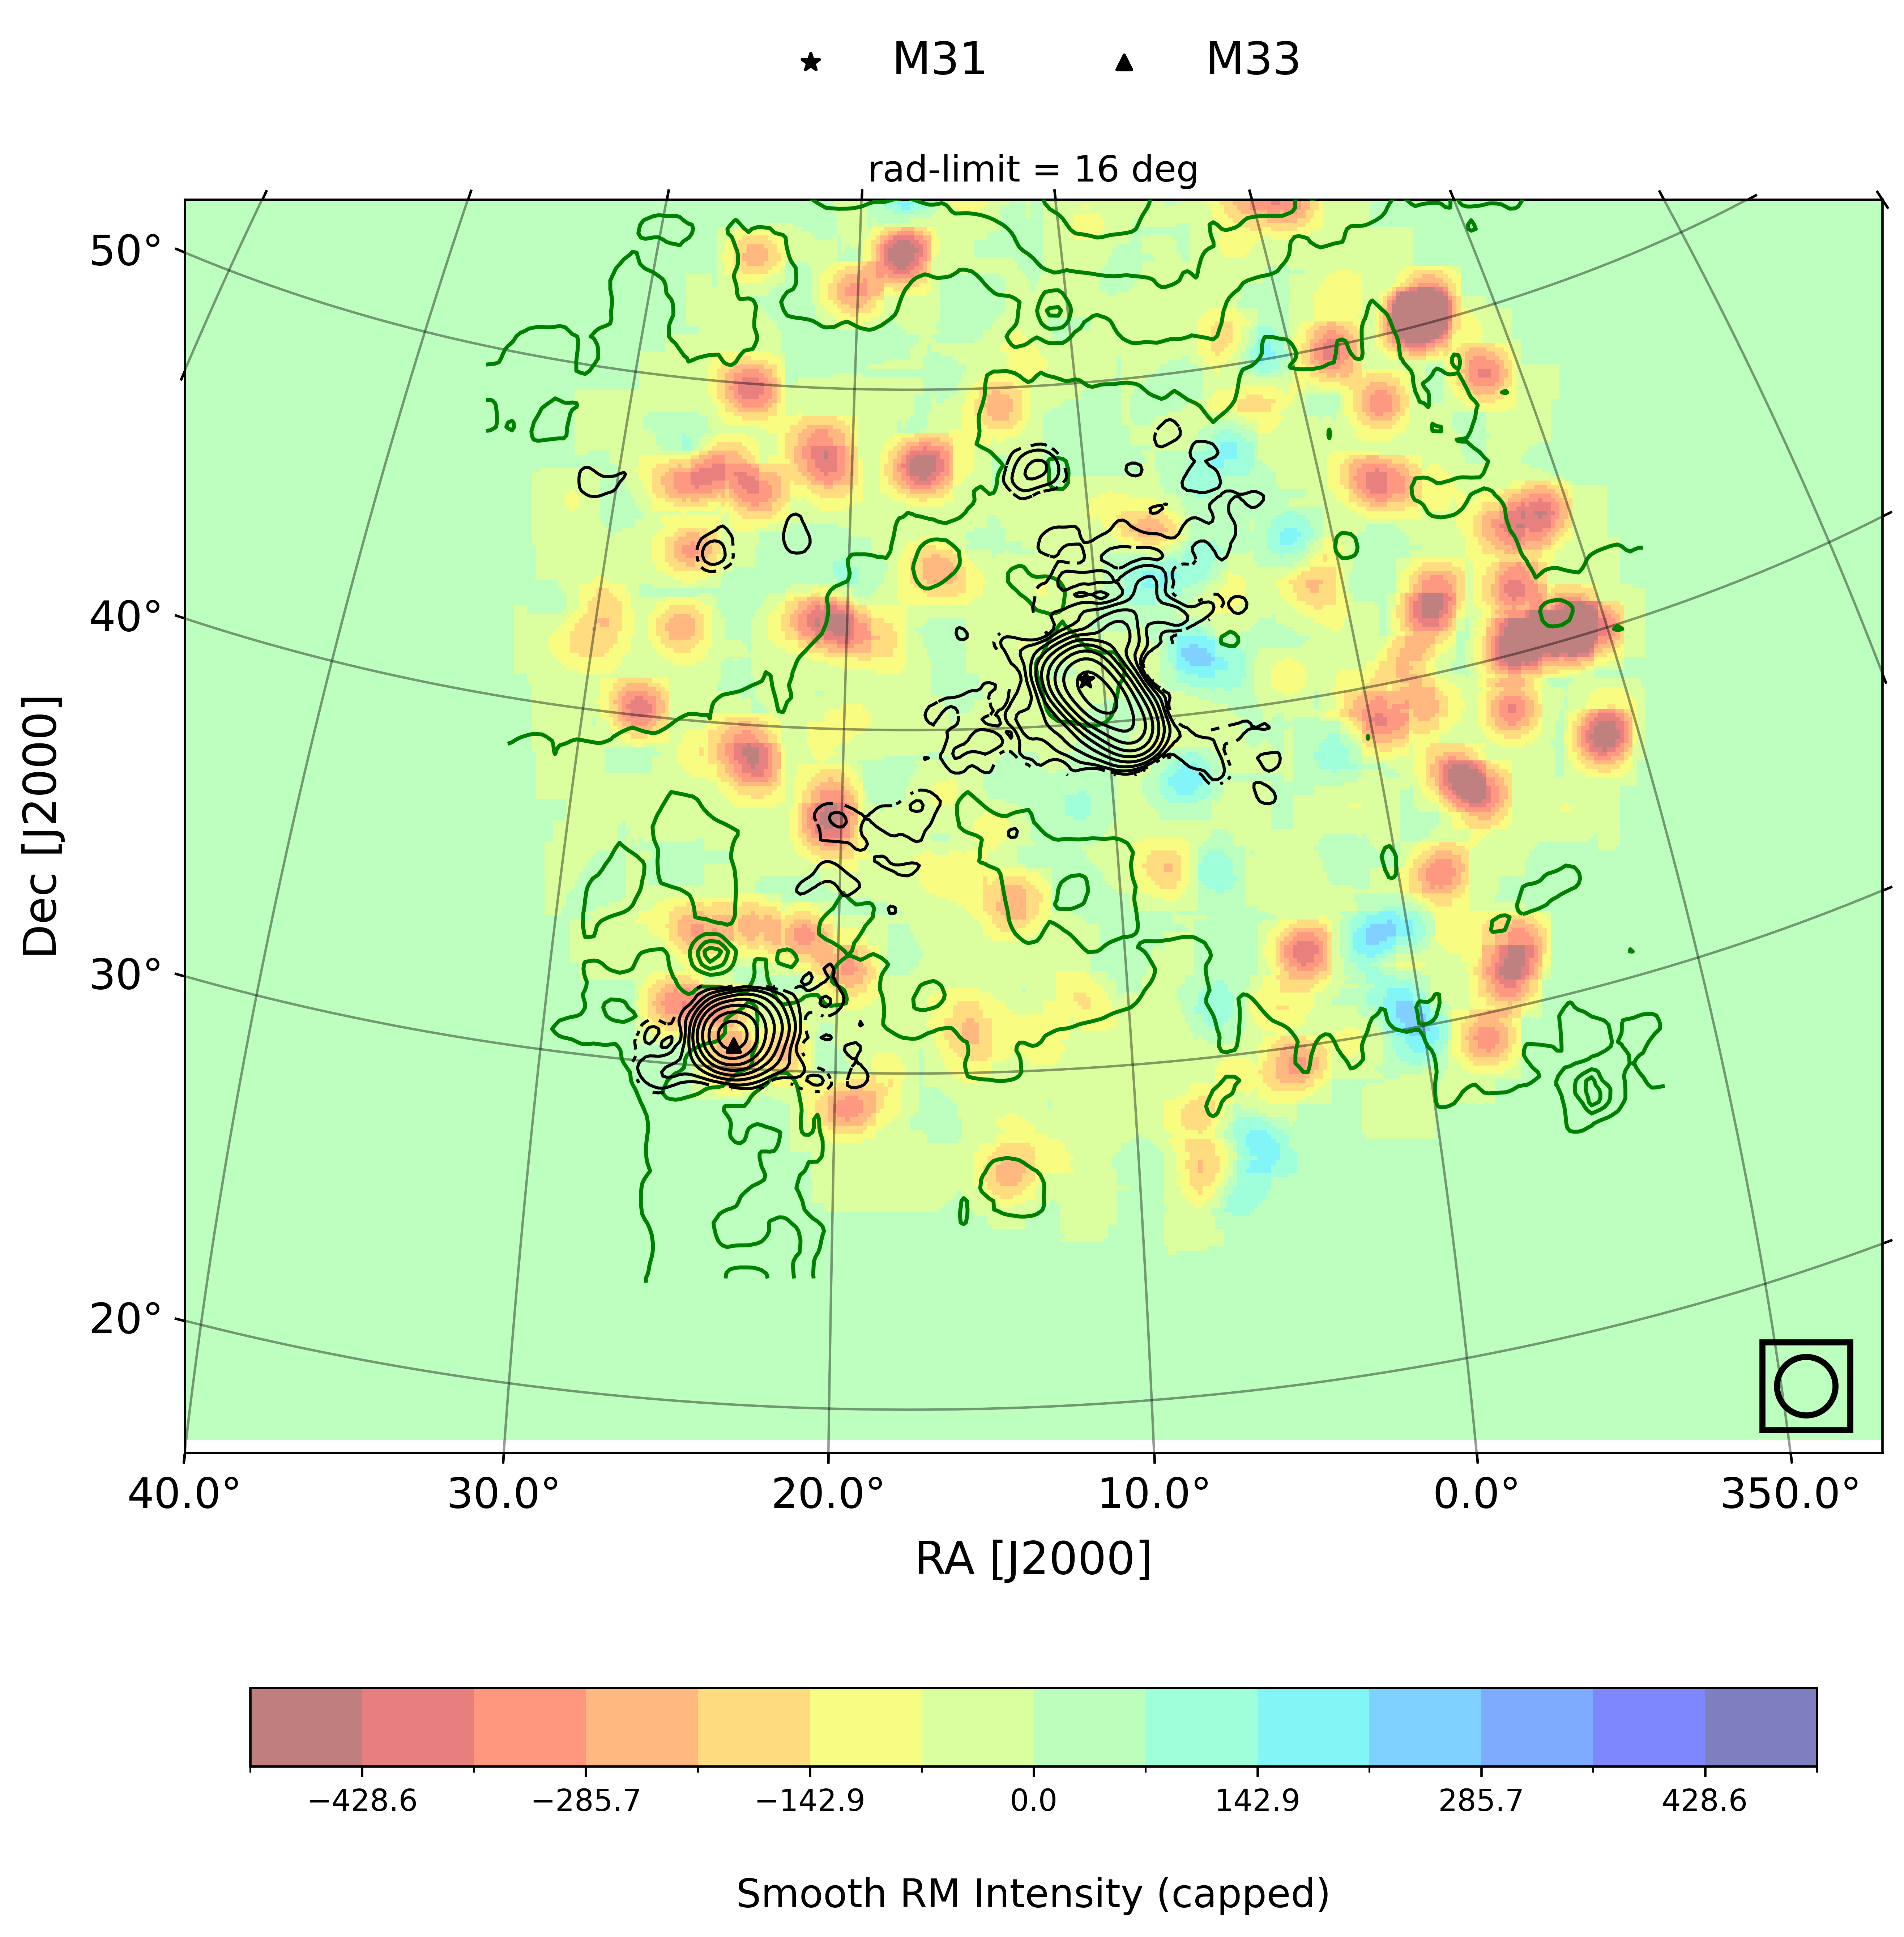 M31 M33
rad-limit = 16 deg
50°
40°
30°
20°
Dec [J2000]
40.0° 30.0° 20.0° 10.0° 0.0° 350.0°
RA [J2000]
−428.6 −285.7 −142.9 0.0 142.9 285.7 428.6
Smooth RM Intensity (capped)